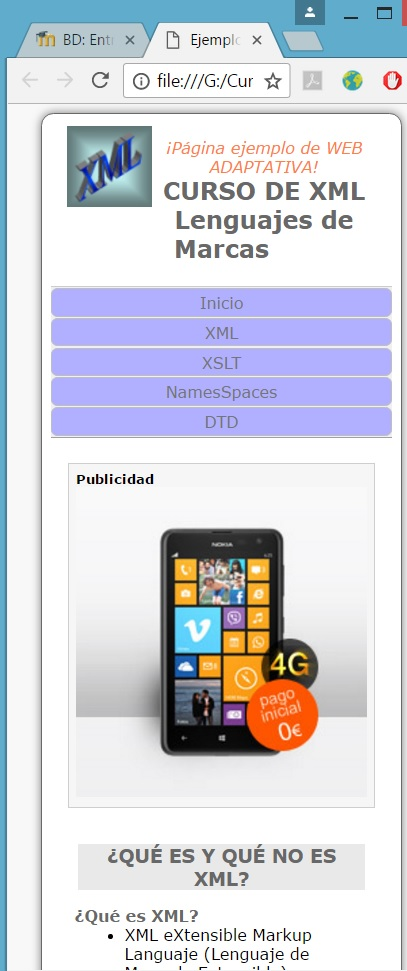 BD: Ent
Ejemplo
file:///G:/Cur
XML
¡Página ejemplo de WEB
ADAPTATIVA!
CURSO DE XML
Lenguajes de
Marcas
Inicio
XML
XSLT
NamesSpaces
DTD
Publicidad
NOKIA
4G
pago
inicial
0€
¿QUÉ ES Y QUÉ NO ES
XML?
¿Qué es XML?
XML eXtensible Markup
Languaje (Lenguaje de